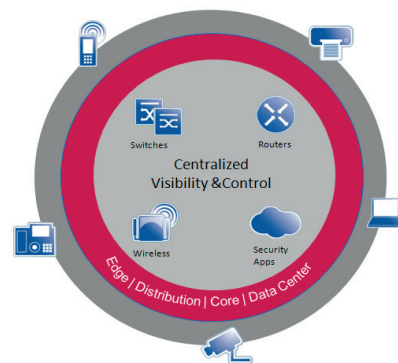 Switches
Routers
Centralized
Visibility &Control
Wireless
Security
Apps
Edge | Distribution | Core | Data Center